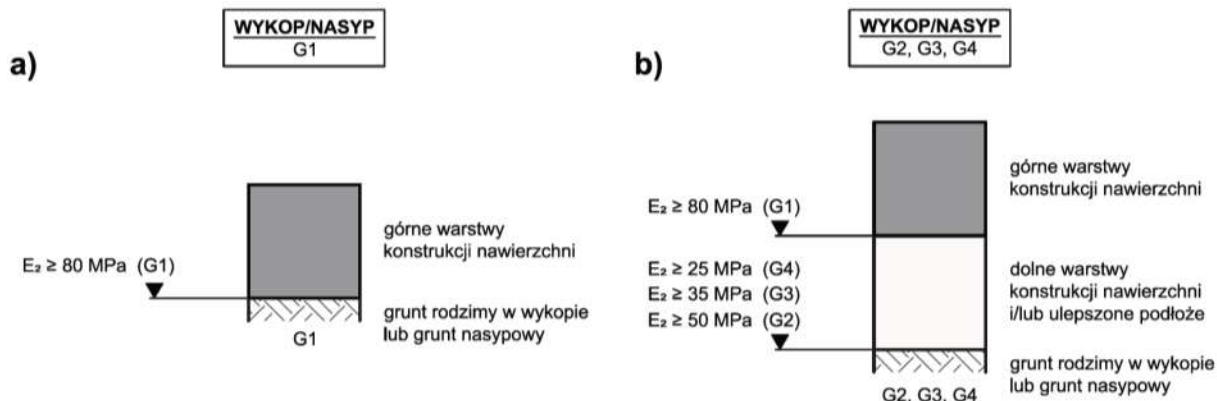 a)
WYKOP/NASYP
G1
E₂ ≥ 80 MPa (G1)
górne warstwy
konstrukcji nawierzchni
grunt rodzimy w wykopie
lub grunt nasypowy
G1
b)
WYKOP/NASYP
G2, G3, G4
E₂ ≥ 80 MPa (G1)
E₂ ≥ 25 MPa (G4)
E₂ ≥ 35 MPa (G3)
E₂ ≥ 50 MPa (G2)
górne warstwy
konstrukcji nawierzchni
dolne warstwy
konstrukcji nawierzchni
i/lub ulepszone podłoże
grunt rodzimy w wykopie
lub grunt nasypowy
G2, G3, G4